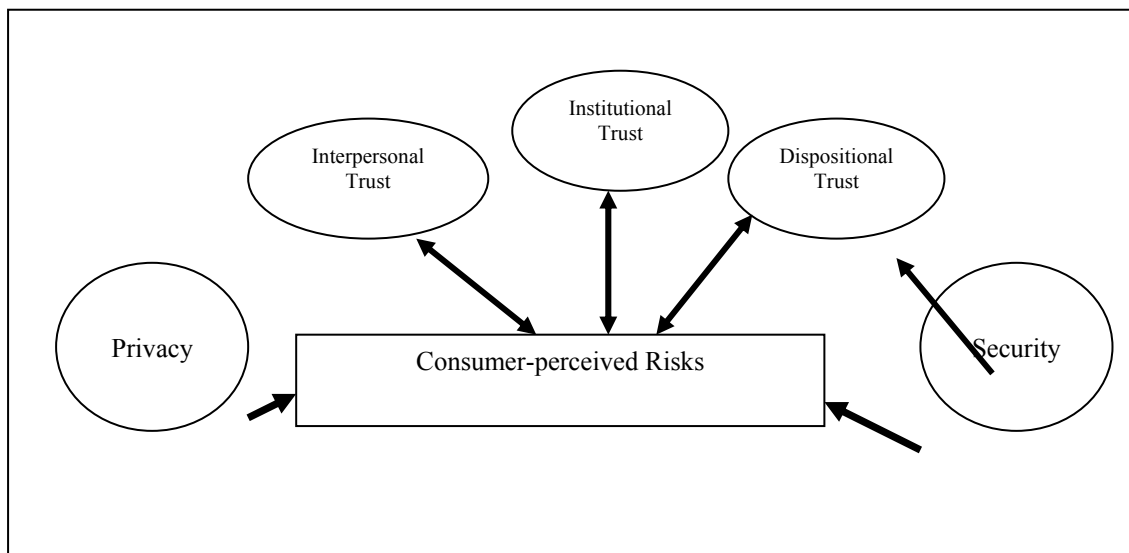 Institutional
Trust
Interpersonal
Trust
Dispositional
Trust
Privacy
Consumer-perceived Risks
Security